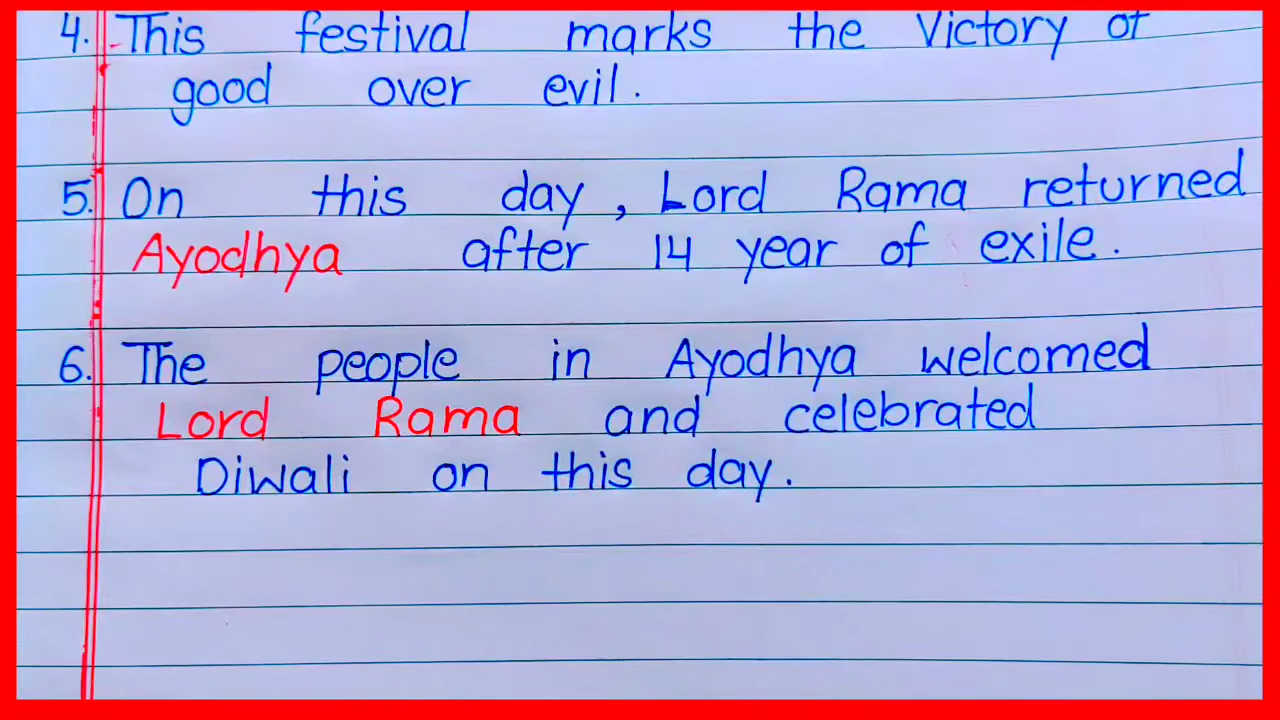 4. This festival marks the Victory of
good over evil.
5. On this day, Lord Rama returned
Ayodhya after 14 year of exile.
6. The people in Ayodhya welcomed
Lord Rama and celebrated
Diwali on this day.